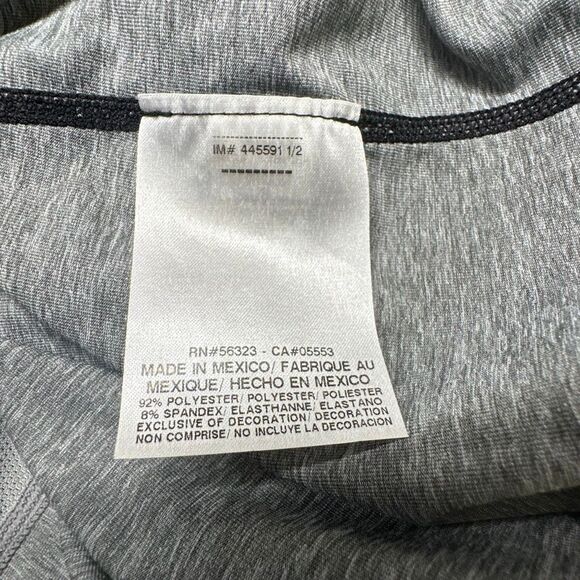 IM# 445591 1/2
RN#56323 - CA#05553
MADE IN MEXICO/ FABRIQUE AU
MEXIQUE/ HECHO EN MEXICO
92% POLYESTER/ POLYESTER/ POLIESTER
8% SPANDEX/ ELASTHANNE/ ELASTANO
EXCLUSIVE OF DECORATION/ DECORATION
NON COMPRISE/ NO INCLUYE LA DECORACION